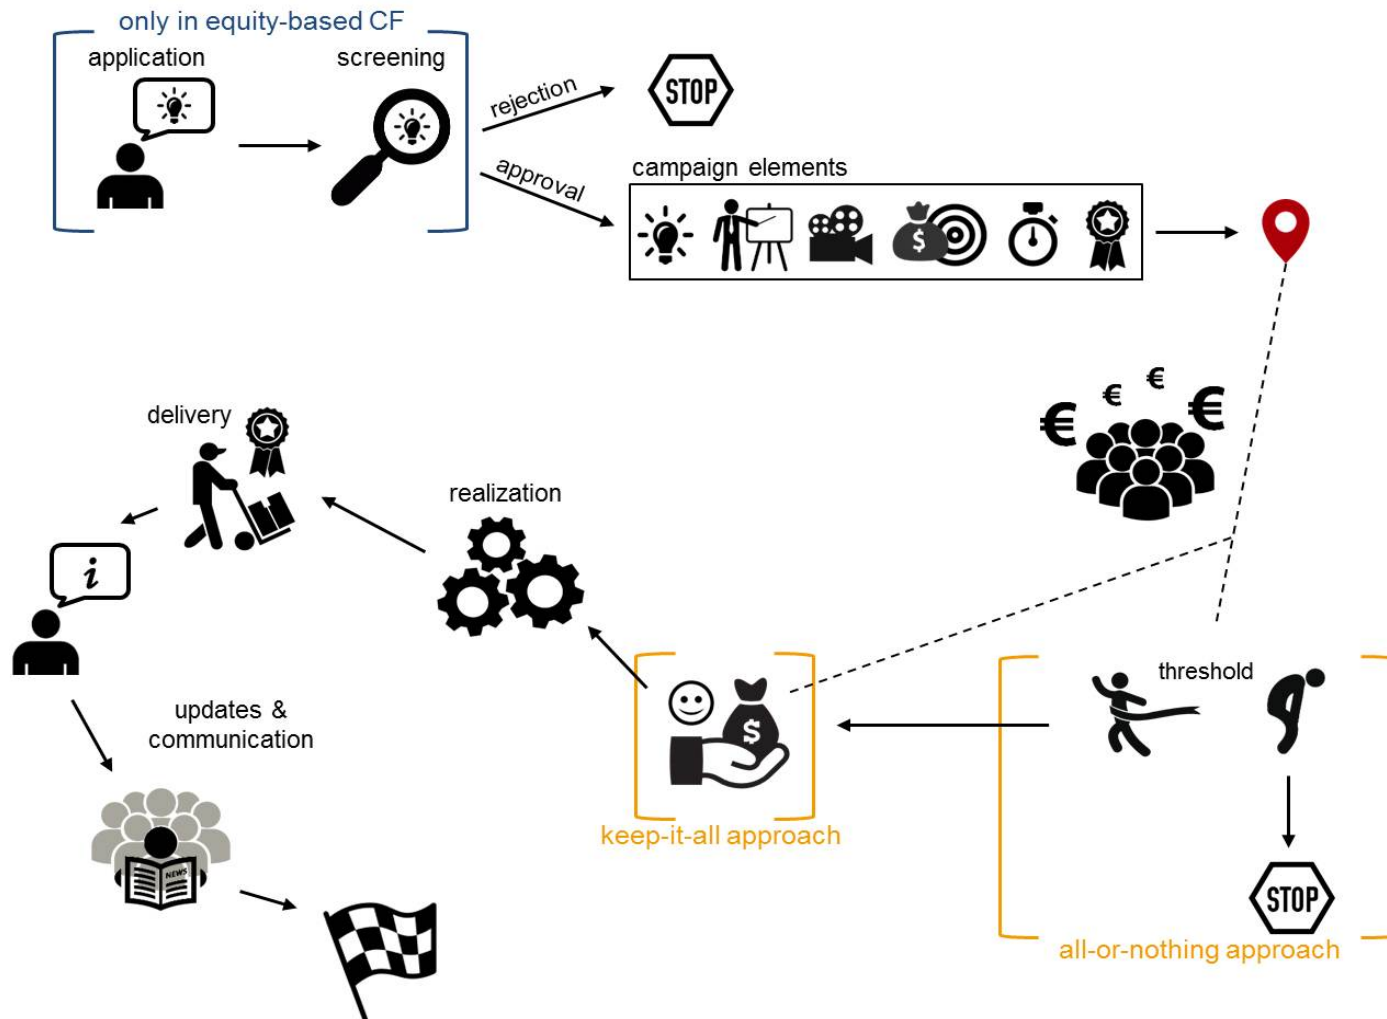 only in equity-based CF
application
screening
rejection
STOP
approval
campaign elements
$
€ € € €
delivery
realization
i
threshold
updates &
communication
$
NEWS
keep-it-all approach
STOP
all-or-nothing approach